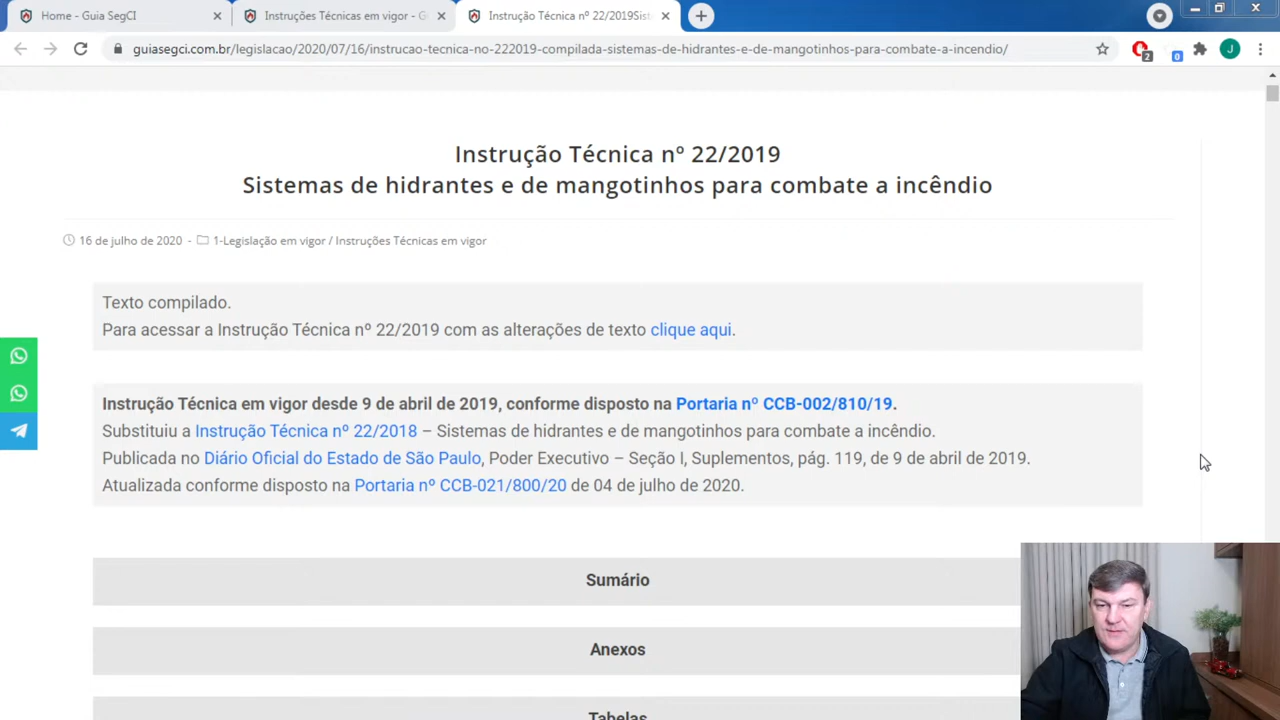 Home - Guia SegCI
Instruções Técnicas em vigor - G
Instrução Técnica nº 22/2019Sist
guiasegci.com.br/legislacao/2020/07/16/instrucao-tecnica-no-222019-compilada-sistemas-de-hidrantes-e-de-mangotinhos-para-combate-a-incendio/
2
0
J
Instrução Técnica nº 22/2019
Sistemas de hidrantes e de mangotinhos para combate a incêndio
16 de julho de 2020 - 1-Legislação em vigor / Instruções Técnicas em vigor
Texto compilado.
Para acessar a Instrução Técnica nº 22/2019 com as alterações de texto clique aqui.
Instrução Técnica em vigor desde 9 de abril de 2019, conforme disposto na Portaria nº CCB-002/810/19.
Substituiu a Instrução Técnica nº 22/2018 – Sistemas de hidrantes e de mangotinhos para combate a incêndio.
Publicada no Diário Oficial do Estado de São Paulo, Poder Executivo – Seção I, Suplementos, pág. 119, de 9 de abril de 2019.
Atualizada conforme disposto na Portaria nº CCB-021/800/20 de 04 de julho de 2020.
Sumário
Anexos
Tabelas